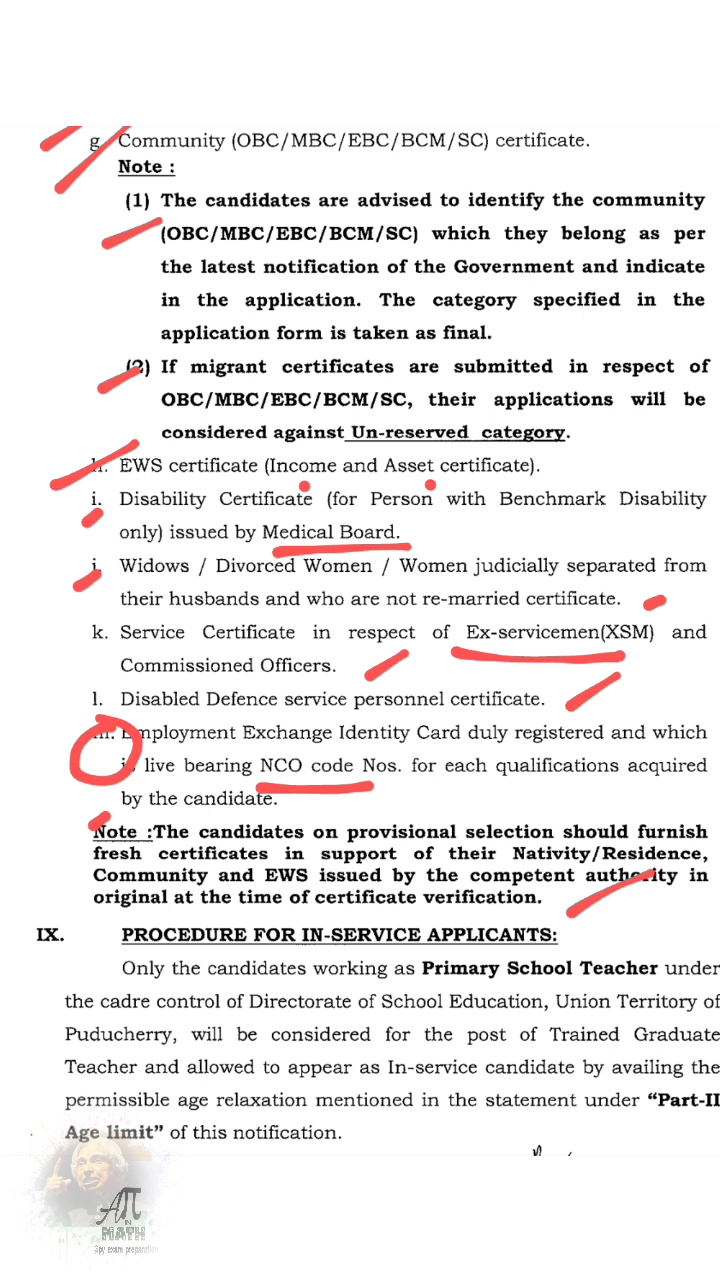 g. Community (OBC/MBC/EBC/BCM/SC) certificate.
Note :
(1) The candidates are advised to identify the community
(OBC/MBC/EBC/BCM/SC) which they belong as per
the latest notification of the Government and indicate
in the application. The category specified in the
application form is taken as final.
(2) If migrant certificates are submitted in respect of
OBC/MBC/EBC/BCM/SC, their applications will be
considered against Un-reserved category.
h. EWS certificate (Income and Asset certificate).
i. Disability Certificate (for Person with Benchmark Disability
only) issued by Medical Board.
j. Widows / Divorced Women / Women judicially separated from
their husbands and who are not re-married certificate.
k. Service Certificate in respect of Ex-servicemen(XSM) and
Commissioned Officers.
l. Disabled Defence service personnel certificate.
m. Employment Exchange Identity Card duly registered and which
is live bearing NCO code Nos. for each qualifications acquired
by the candidate.
Note :The candidates on provisional selection should furnish
fresh certificates in support of their Nativity/Residence,
Community and EWS issued by the competent authority in
original at the time of certificate verification.
IX. PROCEDURE FOR IN-SERVICE APPLICANTS:
Only the candidates working as Primary School Teacher under
the cadre control of Directorate of School Education, Union Territory of
Puducherry, will be considered for the post of Trained Graduate
Teacher and allowed to appear as In-service candidate by availing the
permissible age relaxation mentioned in the statement under “Part-II
Age limit” of this notification.
IN
MATH
Spy exam preparation